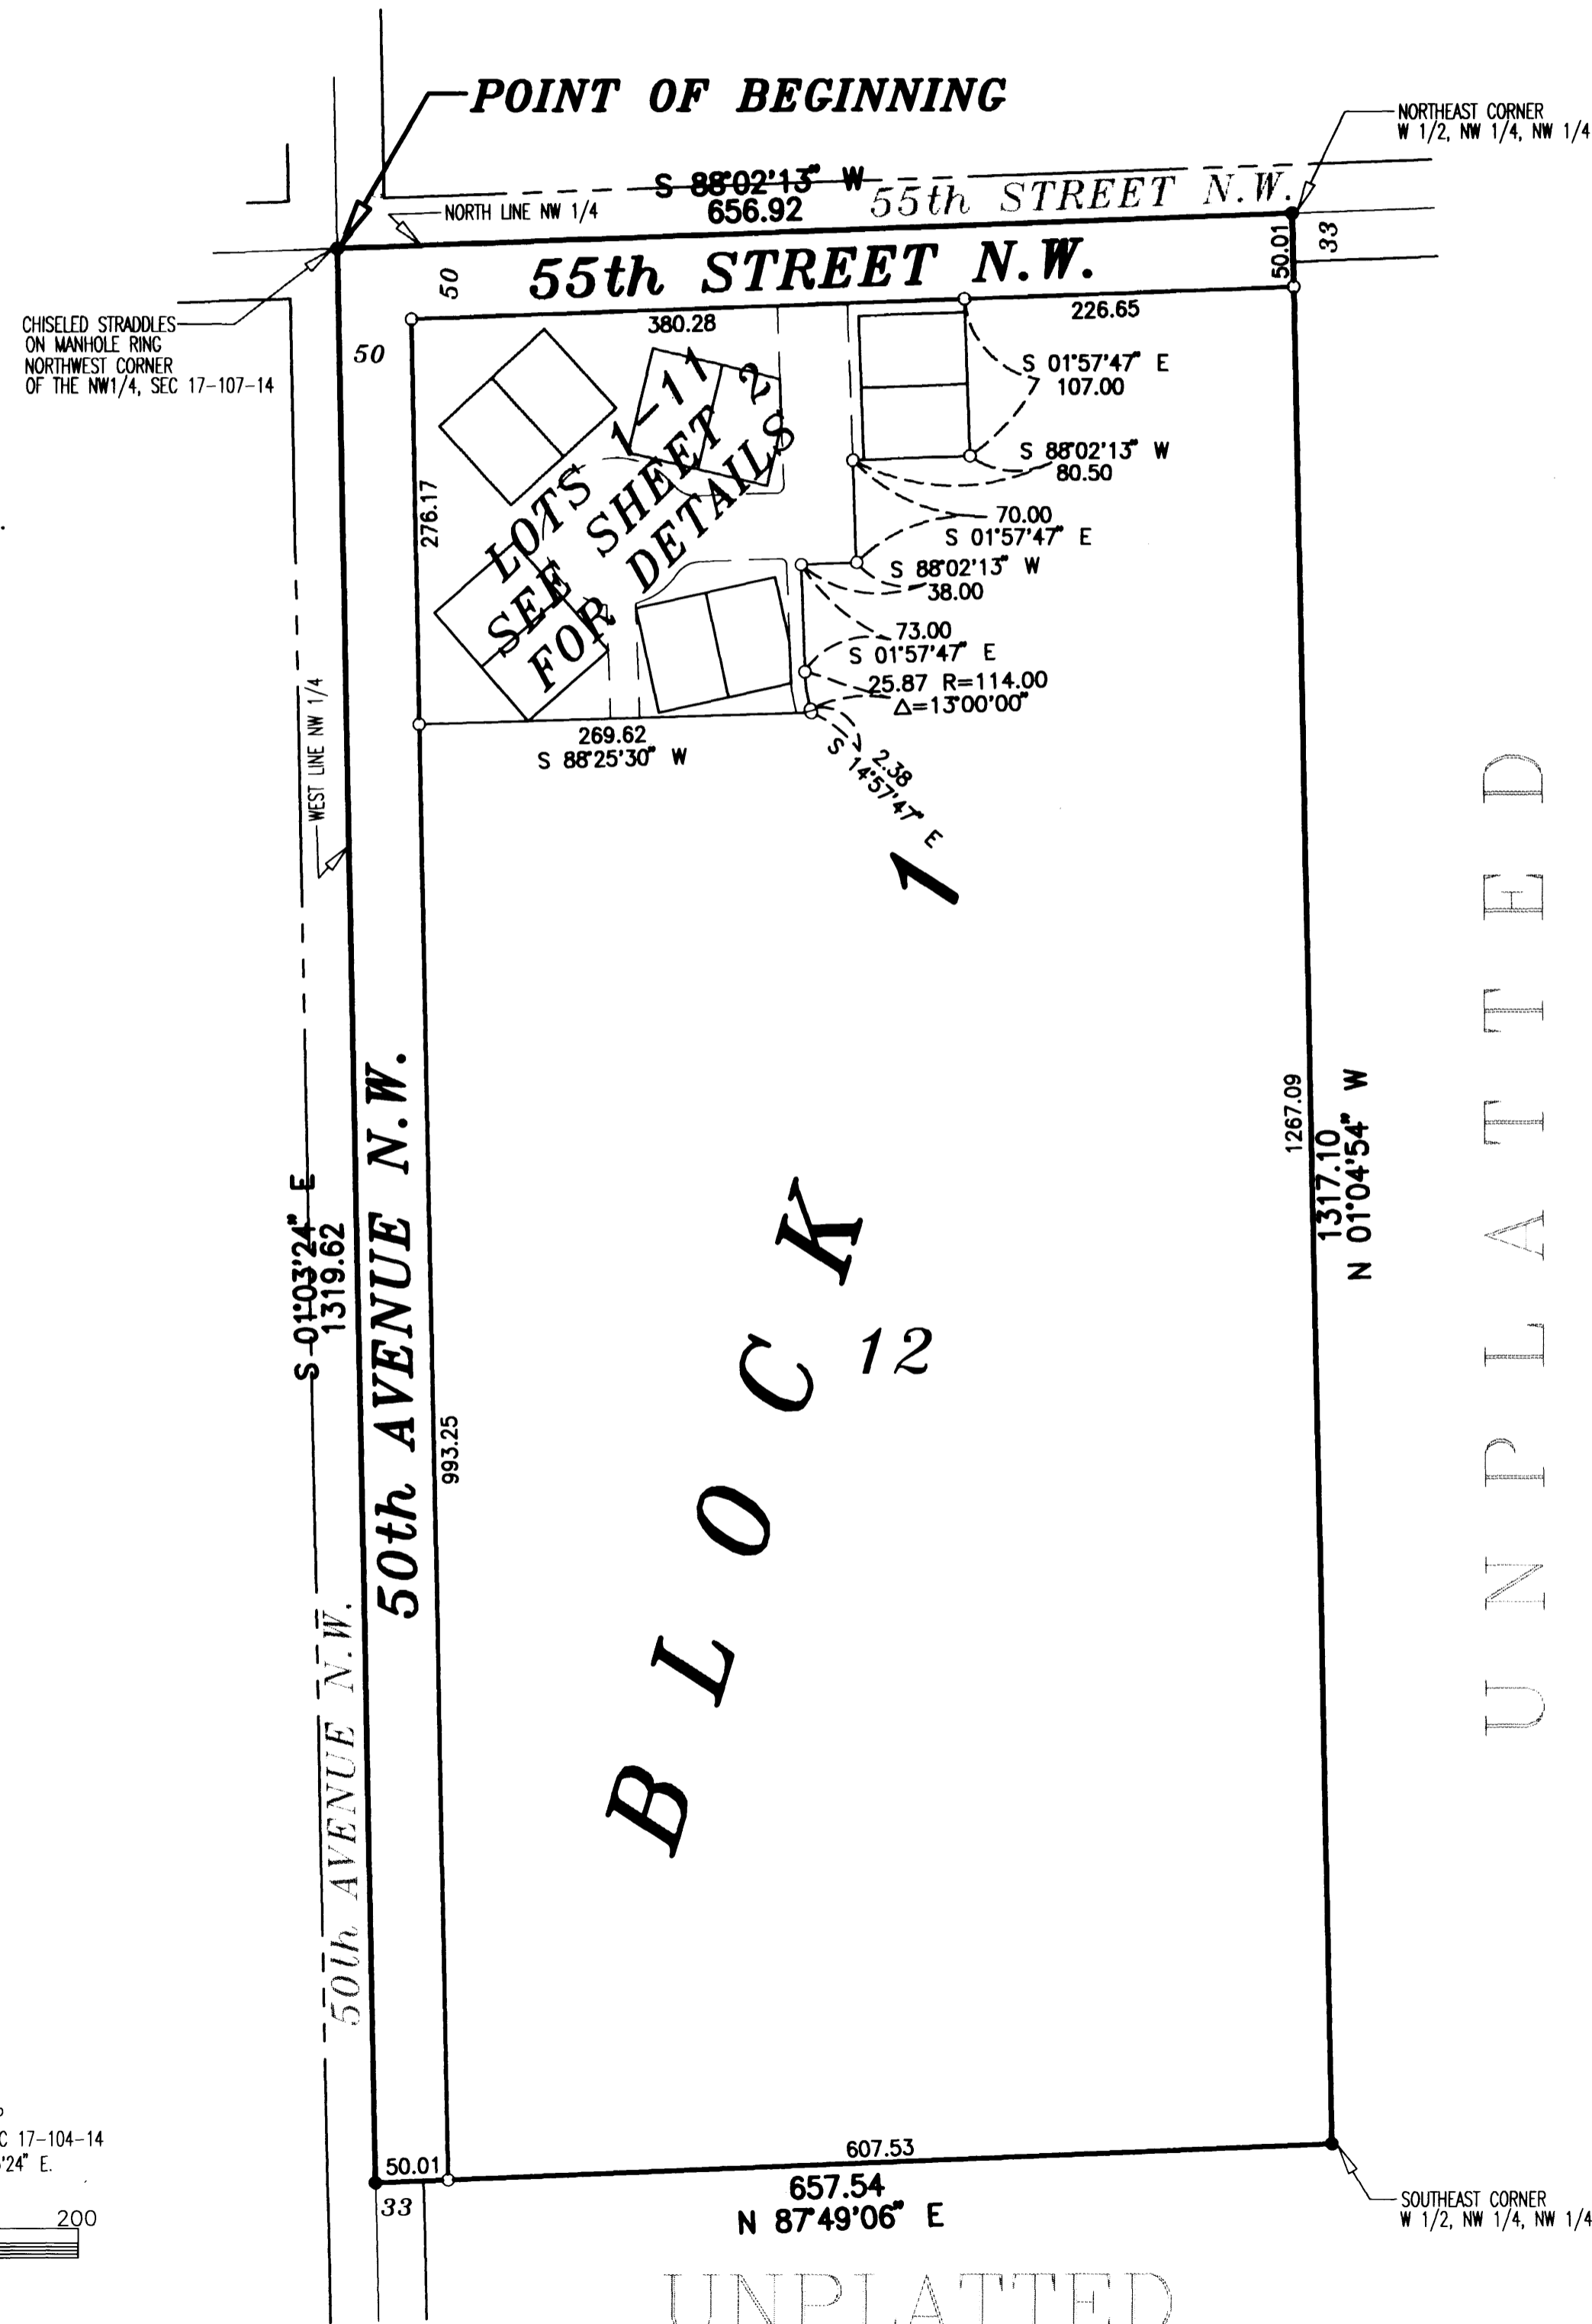 POINT OF BEGINNING
NORTHEAST CORNER
W 1/2, NW 1/4, NW 1/4
S 88°02'13" W
656.92
55th STREET N.W.
NORTH LINE NW 1/4
50.01
33
55th STREET N.W.
50
50
CHISELED STRADDLES
ON MANHOLE RING
NORTHWEST CORNER
OF THE NW1/4, SEC 17-107-14
380.28
226.65
S 01°57'47" E
107.00
S 88°02'13" W
80.50
LOTS 1-11
SEE SHEET 2
FOR DETAILS
276.17
70.00
S 01°57'47" E
S 88°02'13" W
38.00
73.00
S 01°57'47" E
25.87 R=114.00
Δ=13°00'00"
269.62
S 88°25'30" W
2.38
S 14°57'47" E
WEST LINE NW 1/4
BLOCK 1
12
UNPLATTED
1267.09
1317.10
N 01°04'54" W
S 01°03'24" E
1319.62
50th AVENUE N.W.
993.25
50th AVENUE N.W.
C 17-104-14
'24" E.
200
50.01
607.53
33
657.54
N 87°49'06" E
SOUTHEAST CORNER
W 1/2, NW 1/4, NW 1/4
UNPLATTED